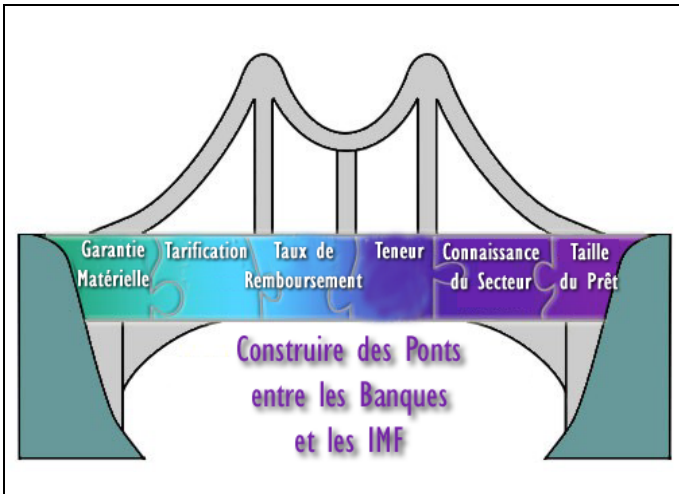 Garantie Matérielle
Tarification
Taux de Remboursement
Teneur
Connaissance du Secteur
Taille du Prêt
Construire des Ponts
entre les Banques
et les IMF